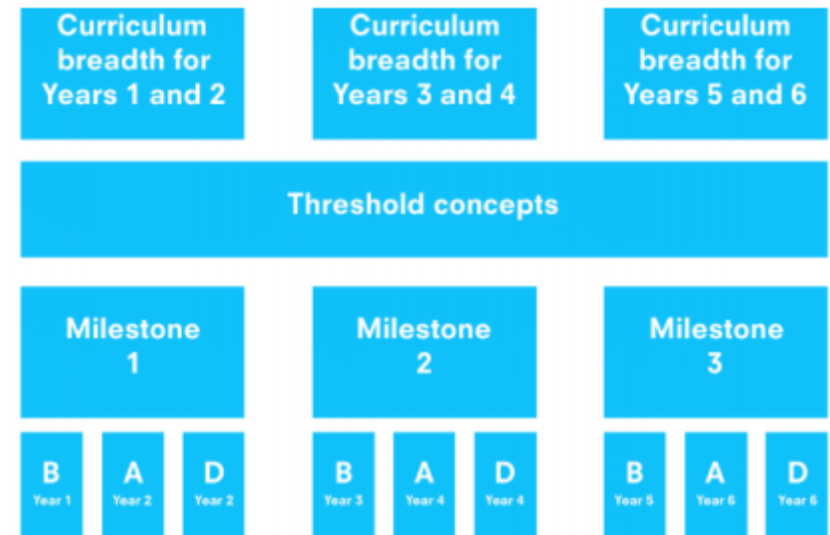 Curriculum
breadth for
Years 1 and 2
Curriculum
breadth for
Years 3 and 4
Curriculum
breadth for
Years 5 and 6
Threshold concepts
Milestone
1
Milestone
2
Milestone
3
B
Year 1
A
Year 2
D
Year 2
B
Year 3
A
Year 4
D
Year 4
B
Year 5
A
Year 6
D
Year 6